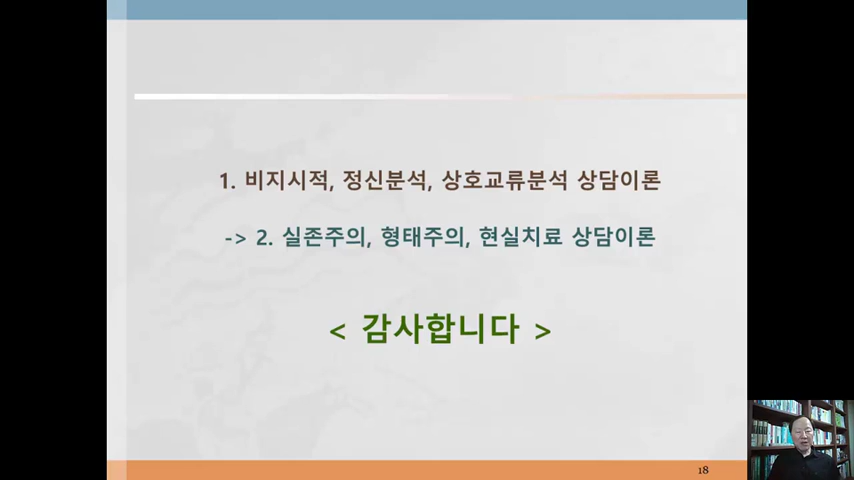 1. 비지시적, 정신분석, 상호교류분석 상담이론
-> 2. 실존주의, 형태주의, 현실치료 상담이론
< 감사합니다 >
18